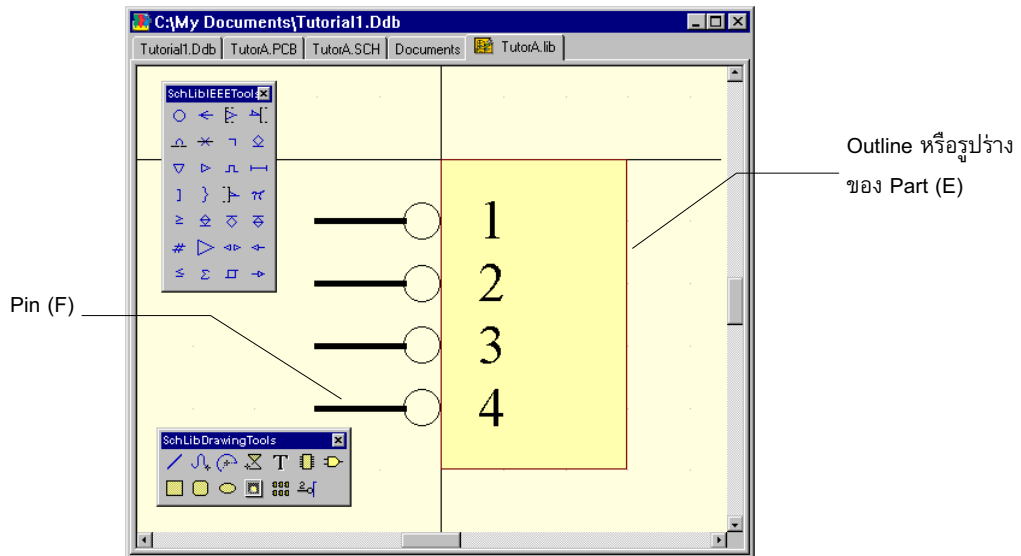 C:\My Documents\Tutorial1.Ddb
Tutorial1.Ddb TutorA.PCB TutorA.SCH Documents TutorA.lib
SchLibIEEETools
Outline หรือรูปร่าง
ของ Part (E)
1
2
3
4
Pin (F)
SchLibDrawingTools